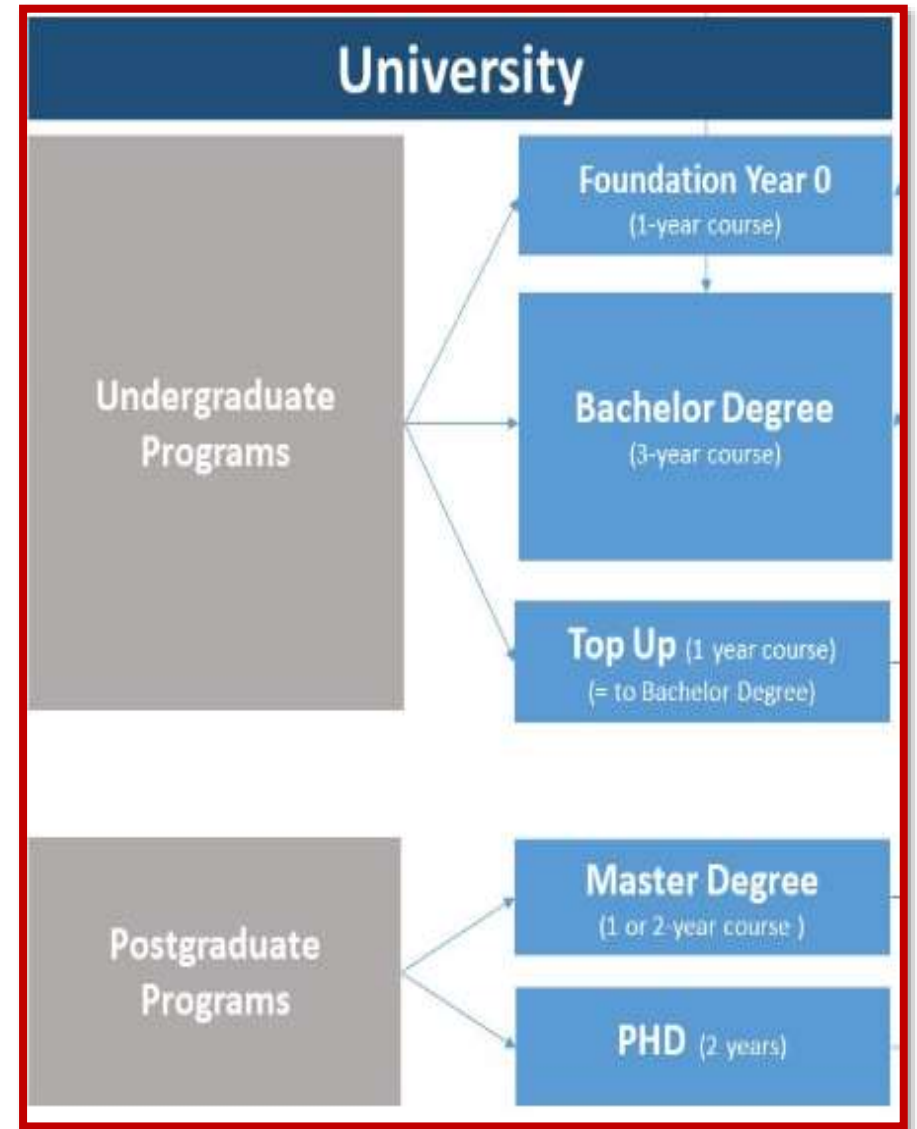 University
Undergraduate
Programs
Foundation Year 0
(1-year course)
Bachelor Degree
(3-year course)
Top Up (1 year course)
(= to Bachelor Degree)
Postgraduate
Programs
Master Degree
(1 or 2-year course )
PHD (2 years)